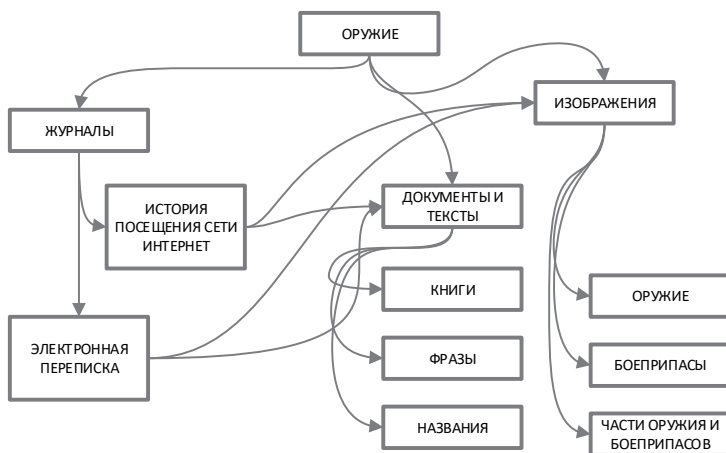 ОРУЖИЕ
ИЗОБРАЖЕНИЯ
ЖУРНАЛЫ
ИСТОРИЯ
ПОСЕЩЕНИЯ СЕТИ
ИНТЕРНЕТ
ДОКУМЕНТЫ И
ТЕКСТЫ
КНИГИ
ОРУЖИЕ
ЭЛЕКТРОННАЯ
ПЕРЕПИСКА
ФРАЗЫ
БОЕПРИПАСЫ
НАЗВАНИЯ
ЧАСТИ ОРУЖИЯ И
БОЕПРИПАСОВ